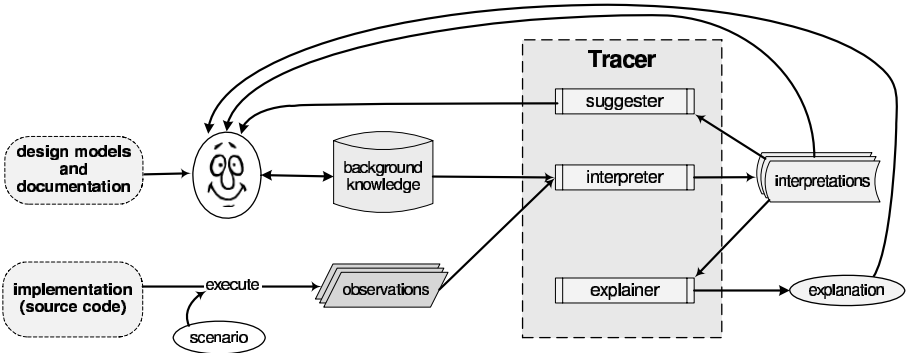 Tracer
suggester
design models
and
documentation
background
knowledge
interpreter
interpretations
implementation
(source code)
execute
observations
explainer
explanation
scenario